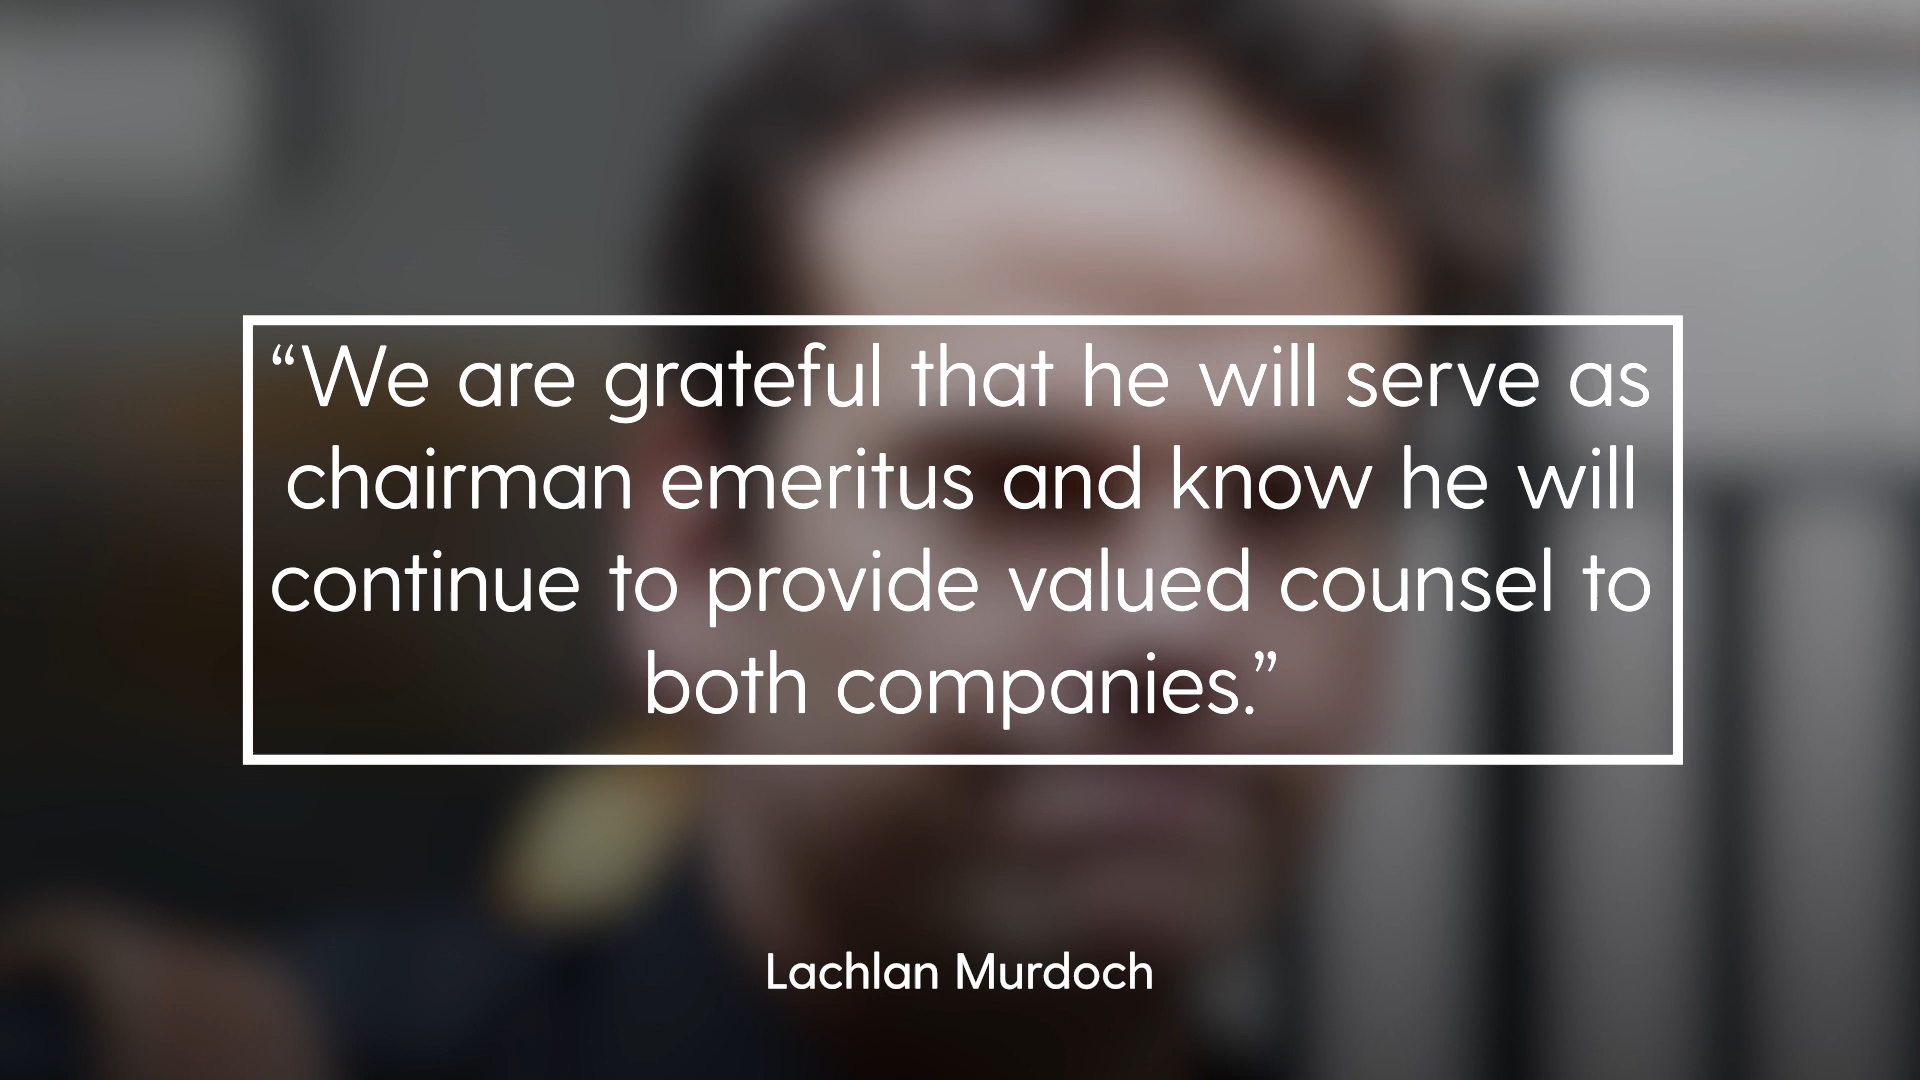 “We are grateful that he will serve as
chairman emeritus and know he will
continue to provide valued counsel to
both companies.”
Lachlan Murdoch